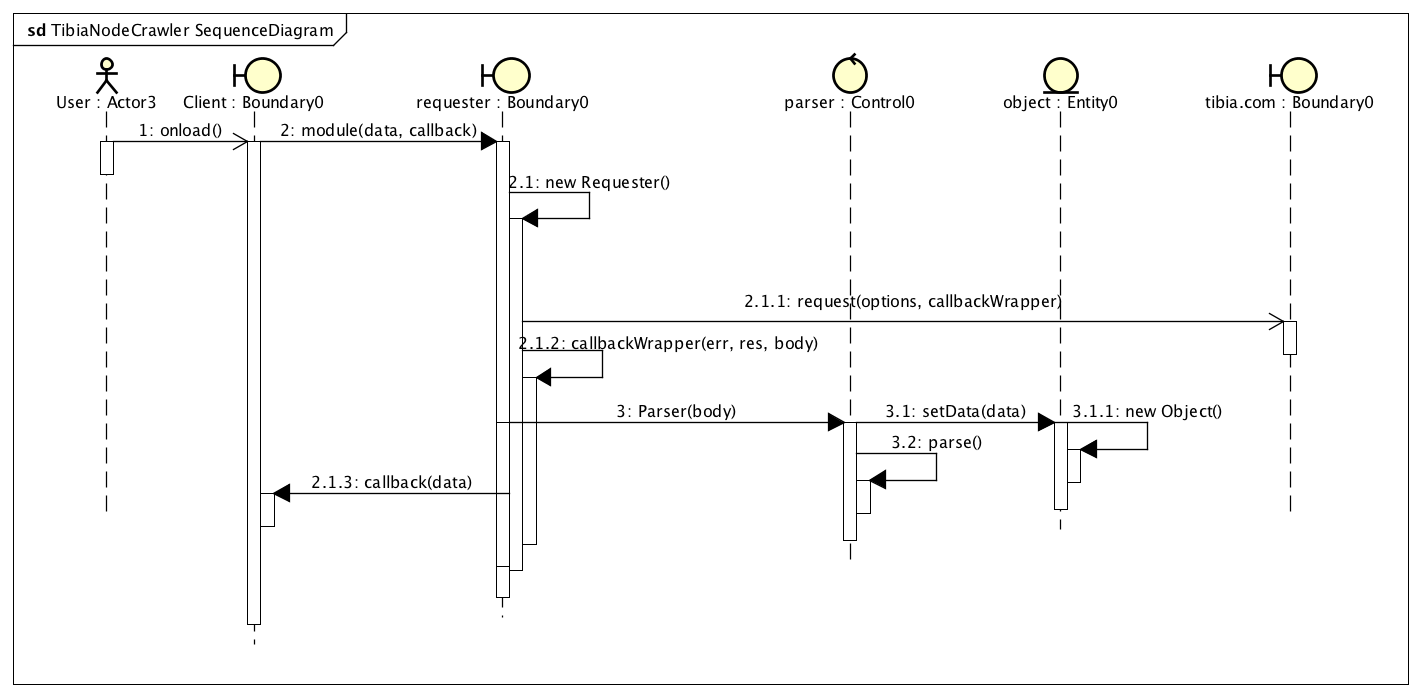 sd TibiaNodeCrawler SequenceDiagram
User : Actor3
Client : Boundary0
requester : Boundary0
parser : Control0
object : Entity0
tibia.com : Boundary0
1: onload()
2: module(data, callback)
2.1: new Requester()
2.1.1: request(options, callbackWrapper)
2.1.2: callbackWrapper(err, res, body)
3: Parser(body)
3.1: setData(data)
3.1.1: new Object()
3.2: parse()
2.1.3: callback(data)